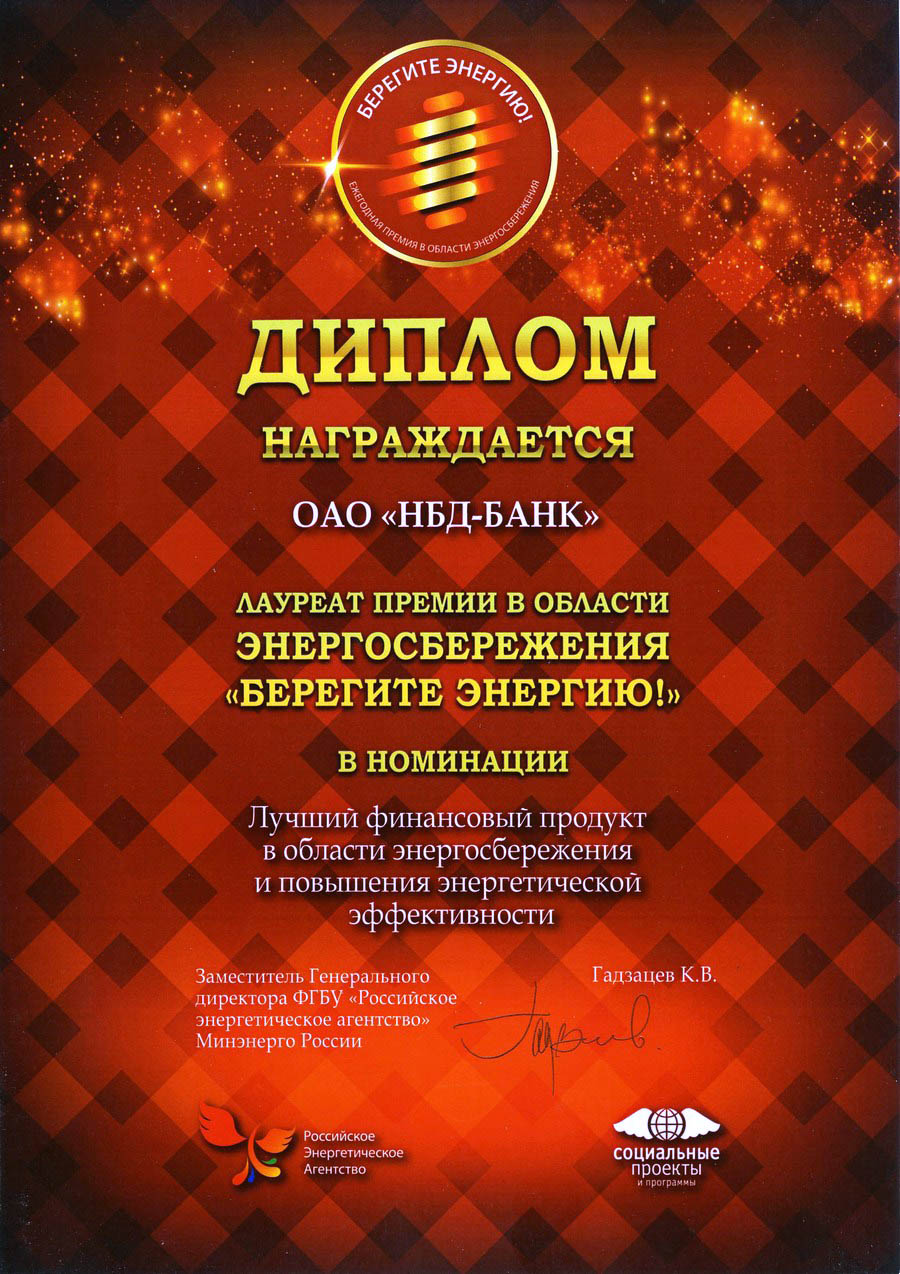 БЕРЕГИТЕ ЭНЕРГИЮ!
ЕЖЕГОДНАЯ ПРЕМИЯ В ОБЛАСТИ ЭНЕРГОСБЕРЕЖЕНИЯ
ДИПЛОМ
НАГРАЖДАЕТСЯ
ОАО «НБД-БАНК»
ЛАУРЕАТ ПРЕМИИ В ОБЛАСТИ
ЭНЕРГОСБЕРЕЖЕНИЯ
«БЕРЕГИТЕ ЭНЕРГИЮ!»
В НОМИНАЦИИ
Лучший финансовый продукт
в области энергосбережения
и повышения энергетической
эффективности
Заместитель Генерального
директора ФГБУ «Российское
энергетическое агентство»
Минэнерго России
Гадзацев К.В.
Российское
Энергетическое
Агентство
социальные
проекты
и программы